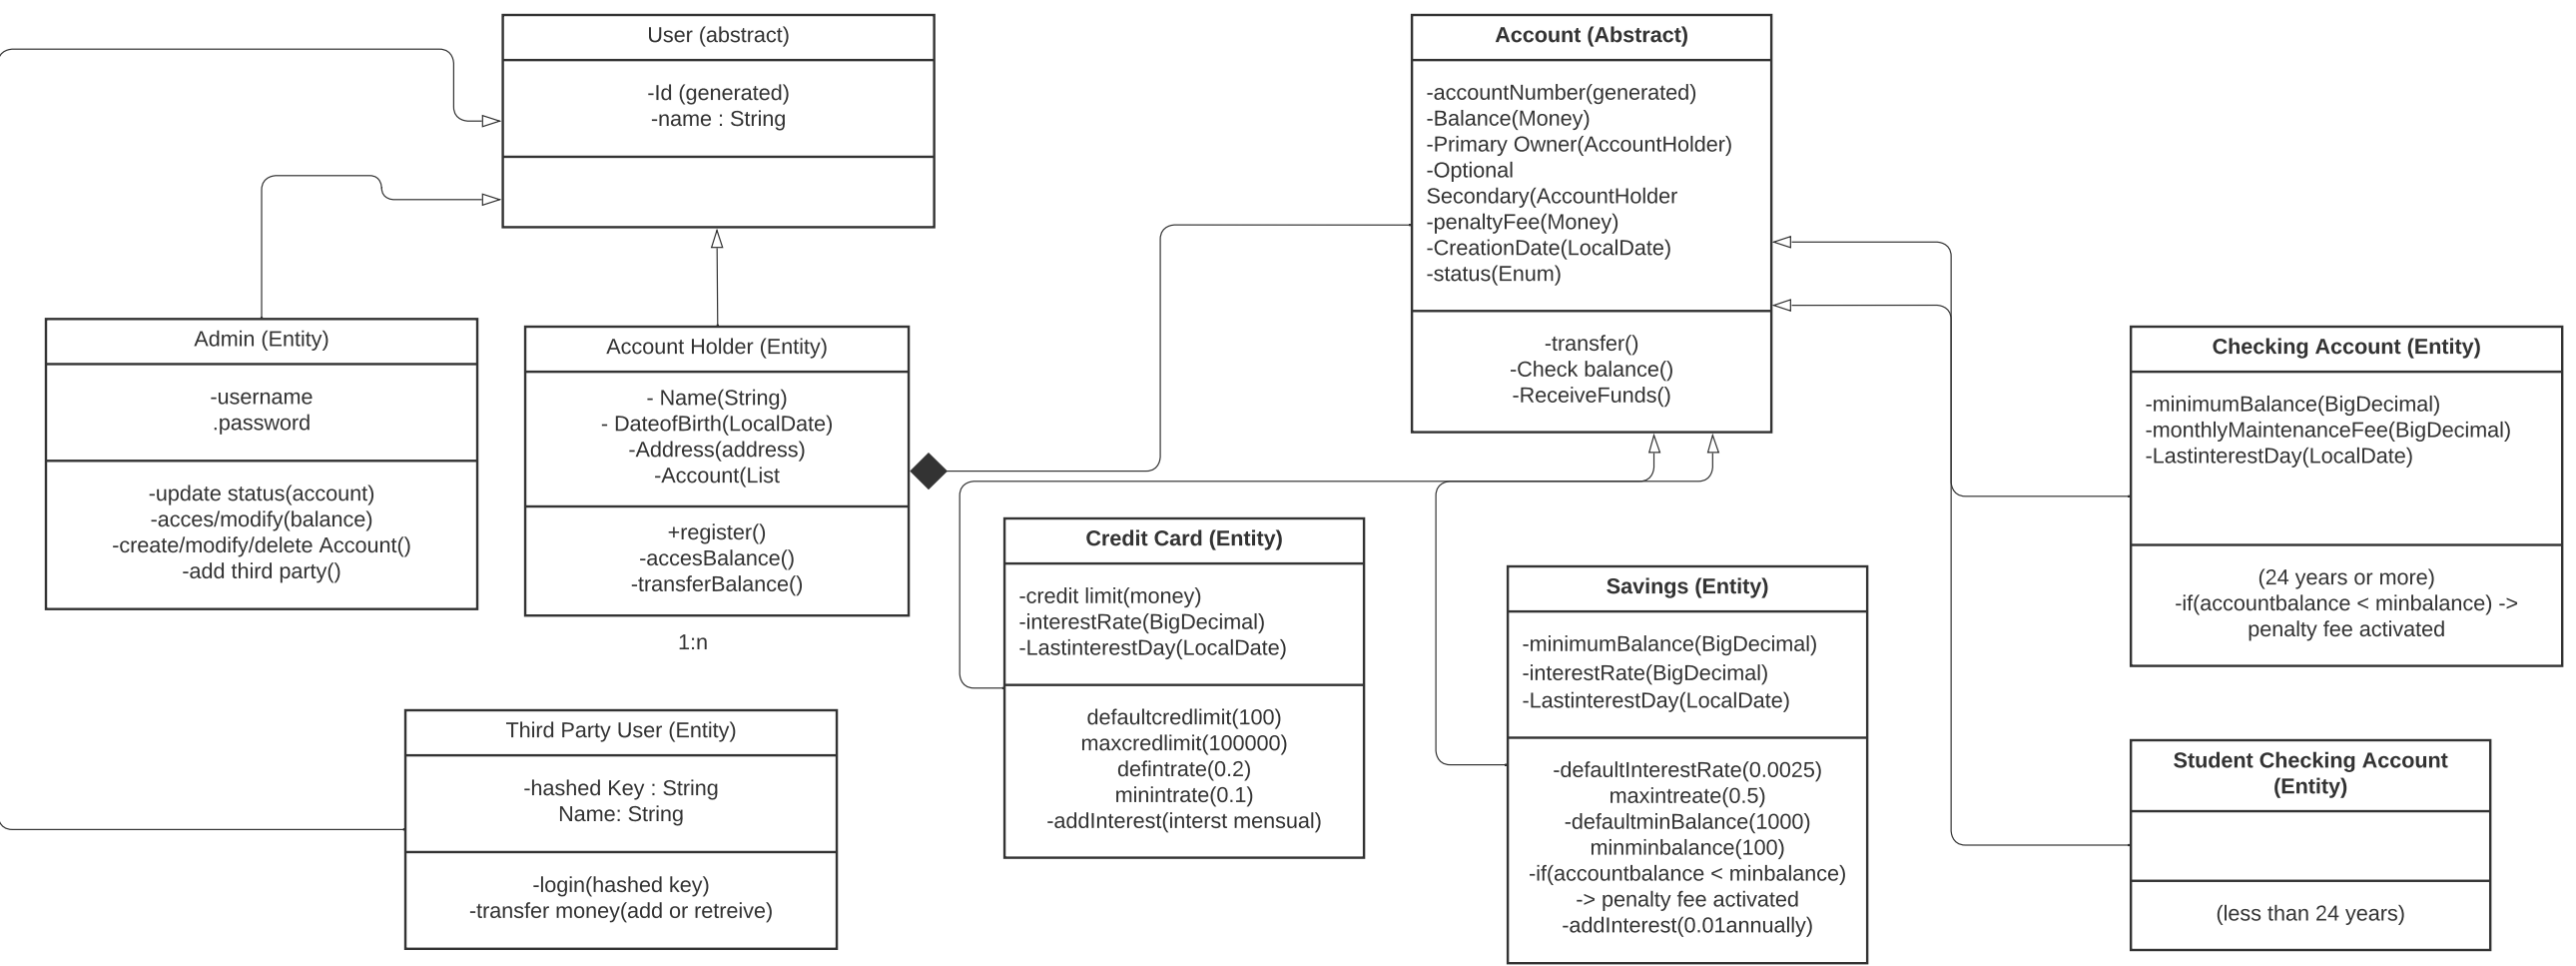 User (abstract)
-Id (generated)
-name : String
Account (Abstract)
-accountNumber(generated)
-Balance(Money)
-Primary Owner(AccountHolder)
-Optional
Secondary(AccountHolder
-penaltyFee(Money)
-CreationDate(LocalDate)
-status(Enum)
-transfer()
-Check balance()
-ReceiveFunds()
Admin (Entity)
-username
.password
-update status(account)
-acces/modify(balance)
-create/modify/delete Account()
-add third party()
Account Holder (Entity)
- Name(String)
- DateofBirth(LocalDate)
-Address(address)
-Account(List
+register()
-accesBalance()
-transferBalance()
1:n
Checking Account (Entity)
-minimumBalance(BigDecimal)
-monthlyMaintenanceFee(BigDecimal)
-LastinterestDay(LocalDate)
(24 years or more)
-if(accountbalance < minbalance) ->
penalty fee activated
Credit Card (Entity)
-credit limit(money)
-interestRate(BigDecimal)
-LastinterestDay(LocalDate)
defaultcredlimit(100)
maxcredlimit(100000)
defintrate(0.2)
minintrate(0.1)
-addInterest(interst mensual)
Savings (Entity)
-minimumBalance(BigDecimal)
-interestRate(BigDecimal)
-LastinterestDay(LocalDate)
-defaultInterestRate(0.0025)
maxintreate(0.5)
-defaultminBalance(1000)
minminbalance(100)
-if(accountbalance < minbalance)
-> penalty fee activated
-addInterest(0.01annually)
Third Party User (Entity)
-hashed Key : String
Name: String
-login(hashed key)
-transfer money(add or retreive)
Student Checking Account
(Entity)
(less than 24 years)